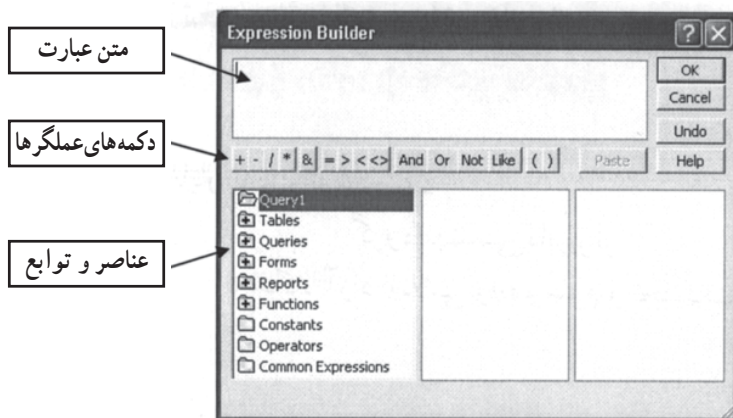 Expression Builder
متن عبارت
OK
Cancel
Undo
دکمه‌های عملگرها
+ - / * & = > < <> And Or Not Like ( ) Paste Help
Query1
Tables
Queries
عناصر و توابع
Forms
Reports
Functions
Constants
Operators
Common Expressions